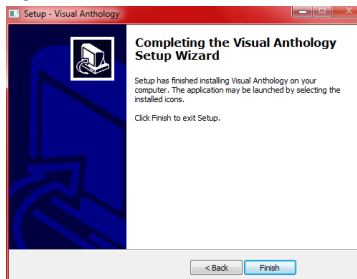 Setup - Visual Anthology
Completing the Visual Anthology
Setup Wizard
Setup has finished installing Visual Anthology on your
computer. The application may be launched by selecting the
installed icons.
Click Finish to exit Setup.
< Back
Finish